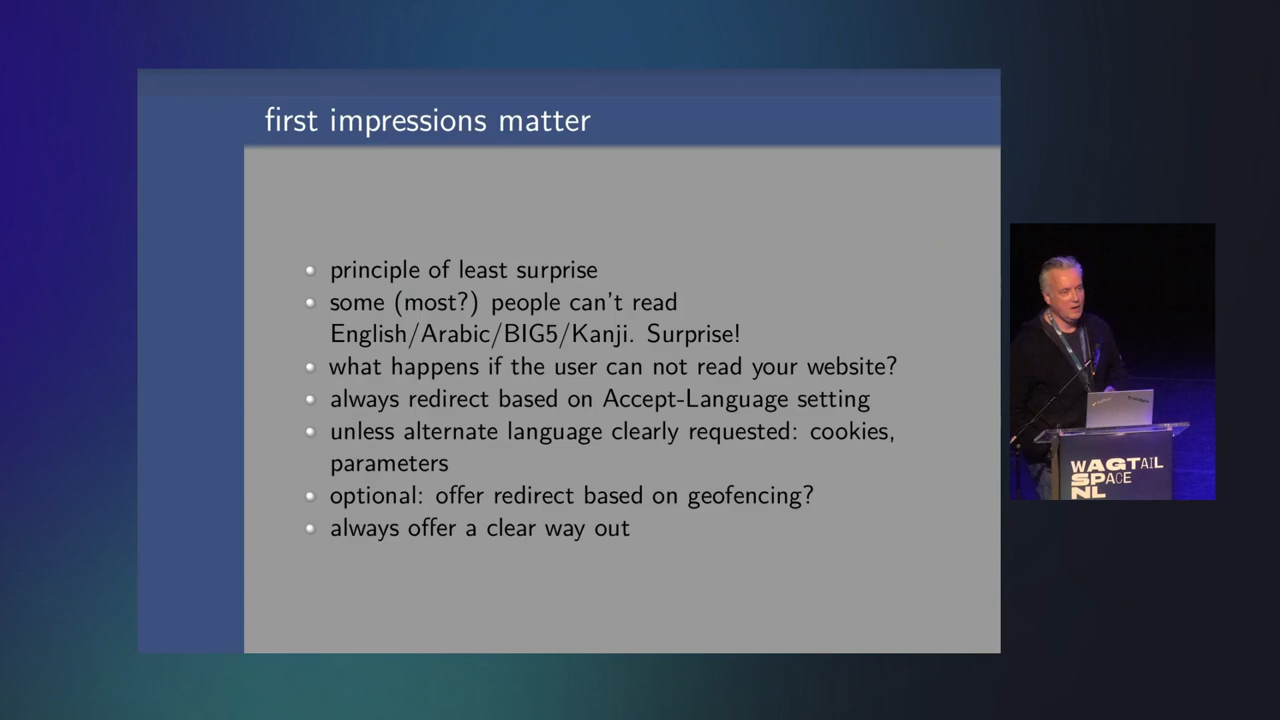 first impressions matter
principle of least surprise
some (most?) people can't read
English/Arabic/BIG5/Kanji. Surprise!
what happens if the user can not read your website?
always redirect based on Accept-Language setting
unless alternate language clearly requested: cookies,
parameters
optional: offer redirect based on geofencing?
always offer a clear way out
WAGTAIL
SPACE
NL